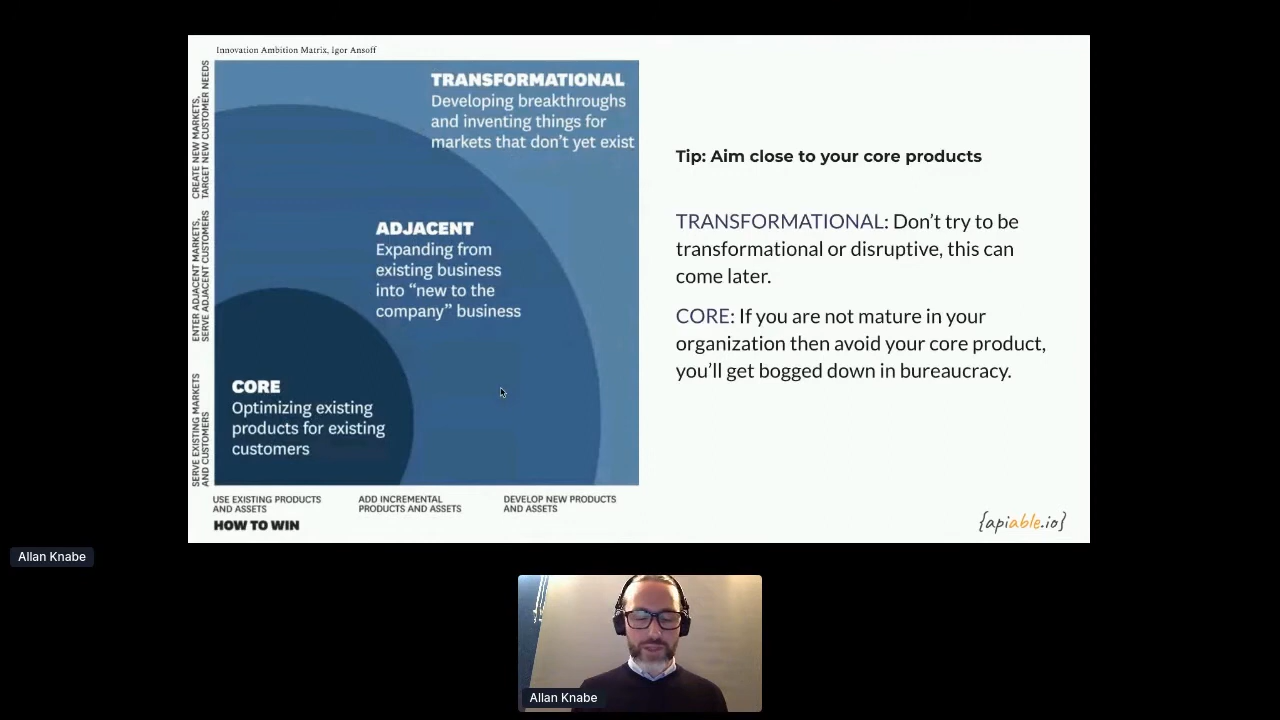 Innovation Ambition Matrix, Igor Ansoff
CREATE NEW MARKETS,
TARGET NEW CUSTOMER NEEDS
ENTER ADJACENT MARKETS,
SERVE ADJACENT CUSTOMERS
SERVE EXISTING MARKETS
AND CUSTOMERS
TRANSFORMATIONAL
Developing breakthroughs
and inventing things for
markets that don’t yet exist
ADJACENT
Expanding from
existing business
into “new to the
company” business
CORE
Optimizing existing
products for existing
customers
USE EXISTING PRODUCTS
AND ASSETS
ADD INCREMENTAL
PRODUCTS AND ASSETS
DEVELOP NEW PRODUCTS
AND ASSETS
HOW TO WIN
Tip: Aim close to your core products
TRANSFORMATIONAL: Don’t try to be
transformational or disruptive, this can
come later.
CORE: If you are not mature in your
organization then avoid your core product,
you’ll get bogged down in bureaucracy.
{apiable.io}
Allan Knabe
Allan Knabe